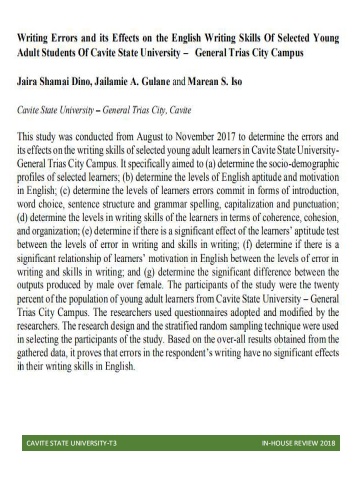 Writing Errors and its Effects on the English Writing Skills Of Selected Young
Adult Students Of Cavite State University – General Trias City Campus
Jaira Shamai Dino, Jailamie A. Gulane and Marean S. Iso
Cavite State University – General Trias City, Cavite
This study was conducted from August to November 2017 to determine the errors and
its effects on the writing skills of selected young adult learners in Cavite State University-
General Trias City Campus. It specifically aimed to (a) determine the socio-demographic
profiles of selected learners; (b) determine the levels of English aptitude and motivation
in English; (c) determine the levels of learners errors commit in forms of introduction,
word choice, sentence structure and grammar spelling, capitalization and punctuation;
(d) determine the levels in writing skills of the learners in terms of coherence, cohesion,
and organization; (e) determine if there is a significant effect of the learners' aptitude test
between the levels of error in writing and skills in writing; (f) determine if there is a
significant relationship of learners' motivation in English between the levels of error in
writing and skills in writing; and (g) determine the significant difference between the
outputs produced by male over female. The participants of the study were the twenty
percent of the population of young adult learners from Cavite State University – General
Trias City Campus. The researchers used questionnaires adopted and modified by the
researchers. The research design and the stratified random sampling technique were used
in selecting the participants of the study. Based on the over-all results obtained from the
gathered data, it proves that errors in the respondent's writing have no significant effects
in their writing skills in English.
CAVITE STATE UNIVERSITY-T3 IN-HOUSE REVIEW 2018